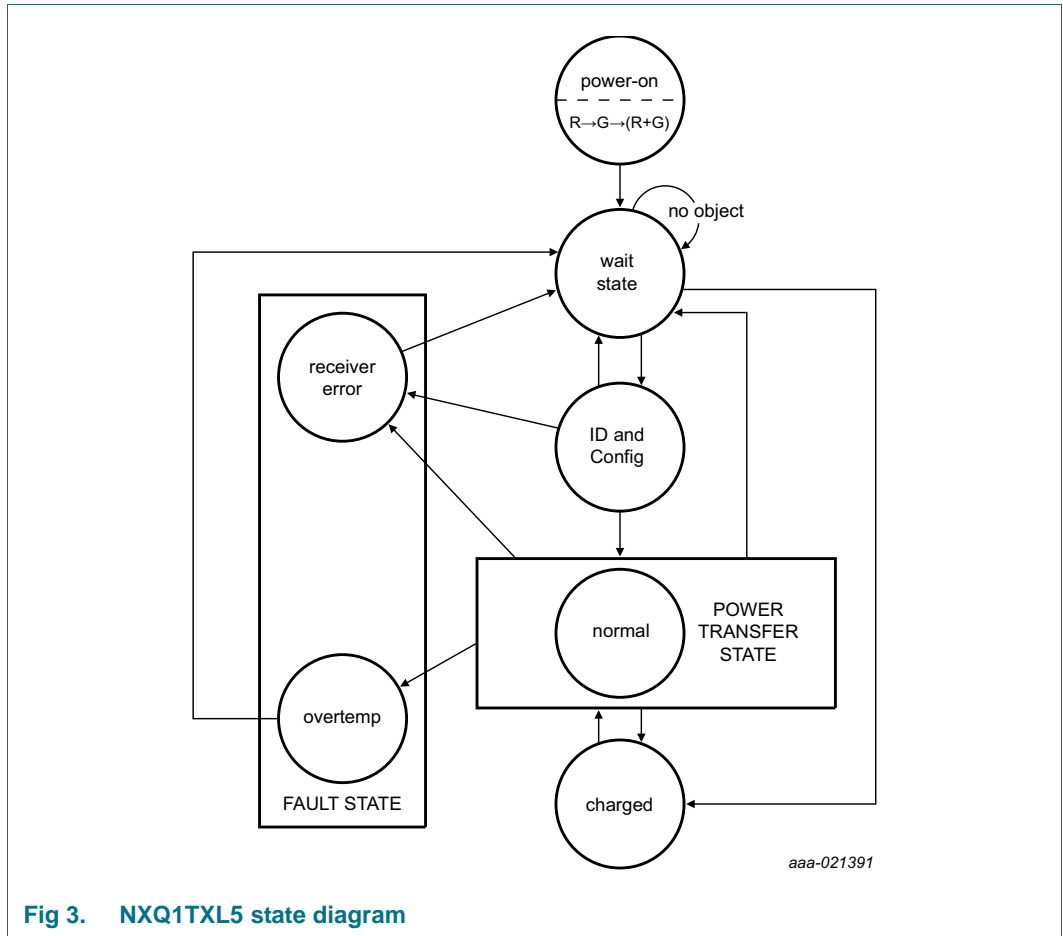 power-on
R→G→(R+G)
no object
wait
state
receiver
error
ID and
Config
normal
POWER
TRANSFER
STATE
overtemp
FAULT STATE
charged
aaa-021391
Fig 3. NXQ1TXL5 state diagram